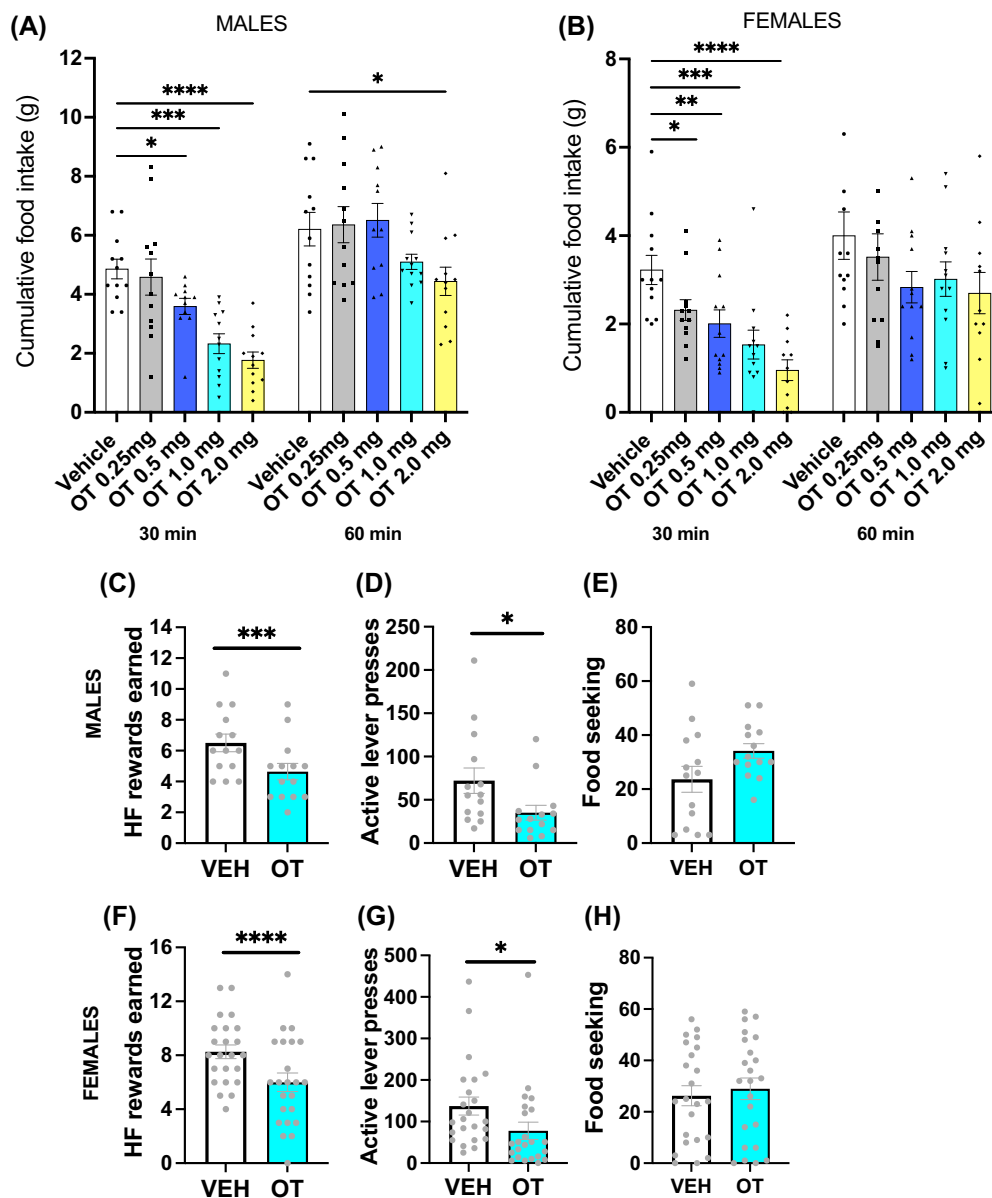 (A) MALES
Cumulative food intake (g)
12
10
8
6
4
2
0
* *** ****
*
Vehicle OT 0.25mg OT 0.5 mg OT 1.0 mg OT 2.0 mg
Vehicle OT 0.25mg OT 0.5 mg OT 1.0 mg OT 2.0 mg
30 min 60 min
(B) FEMALES
Cumulative food intake (g)
8
6
4
2
0
****
***
**
*
Vehicle OT 0.25mg OT 0.5 mg OT 1.0 mg OT 2.0 mg
Vehicle OT 0.25mg OT 0.5 mg OT 1.0 mg OT 2.0 mg
30 min 60 min
MALES
(C)
HF rewards earned
14
12
10
8
6
4
2
0
***
VEH OT
(D)
Active lever presses
250
200
150
100
50
0
*
VEH OT
(E)
Food seeking
80
60
40
20
0
VEH OT
FEMALES
(F)
HF rewards earned
16
12
8
4
0
****
VEH OT
(G)
Active lever presses
500
400
300
200
100
0
*
VEH OT
(H)
Food seeking
80
60
40
20
0
VEH OT